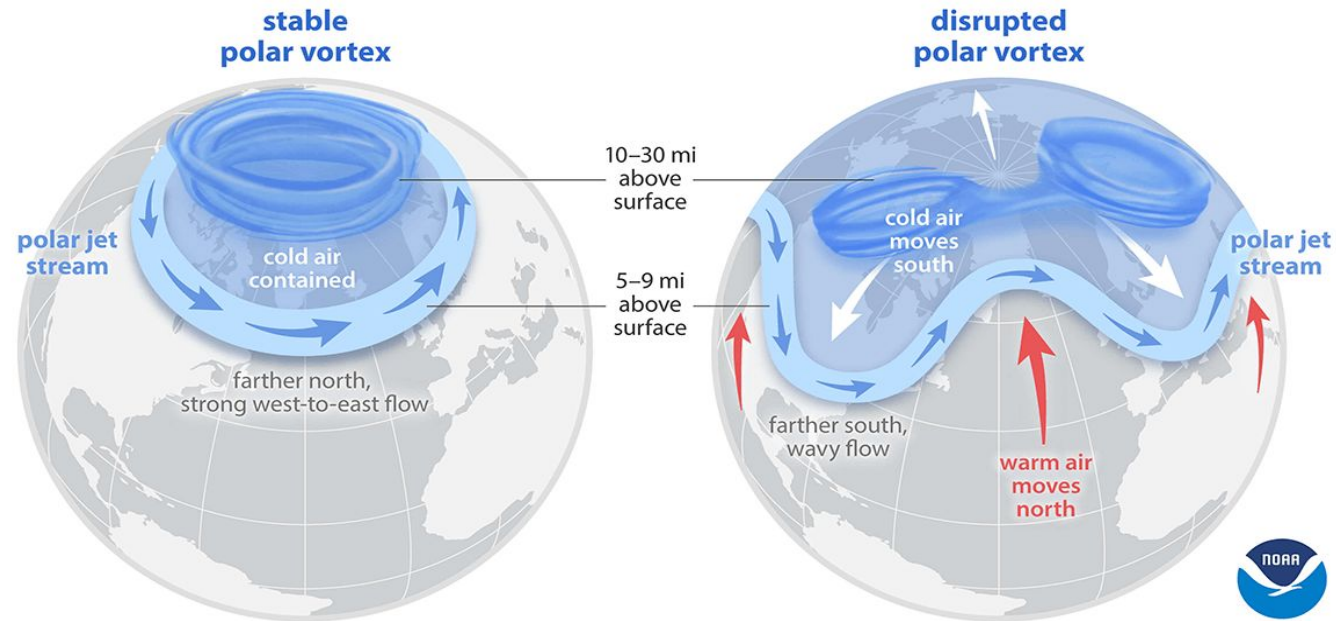 stable
polar vortex
polar jet
stream
cold air
contained
farther north,
strong west-to-east flow
10–30 mi
above
surface
5–9 mi
above
surface
disrupted
polar vortex
cold air
moves
south
polar jet
stream
farther south,
wavy flow
warm air
moves
north
NOAA